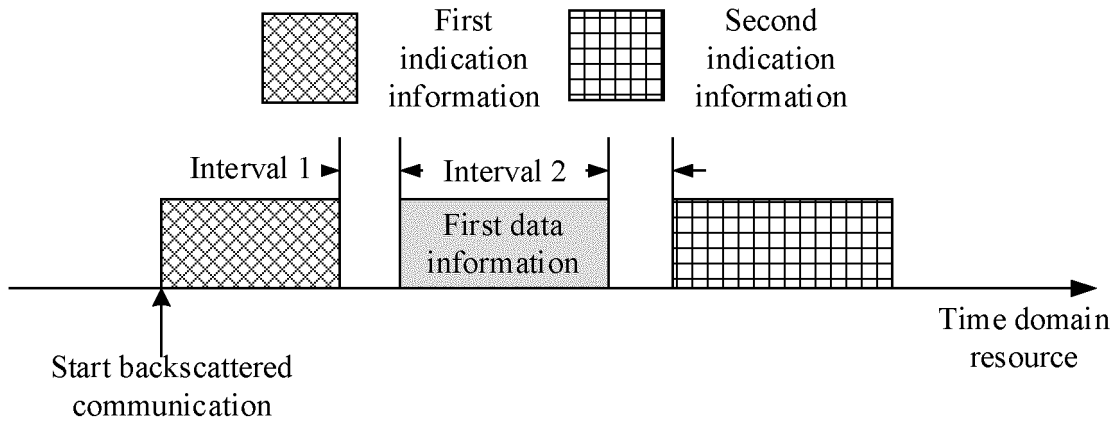 First
indication
information
Second
indication
information
Interval 1
Interval 2
First data
information
Time domain
resource
Start backscattered
communication